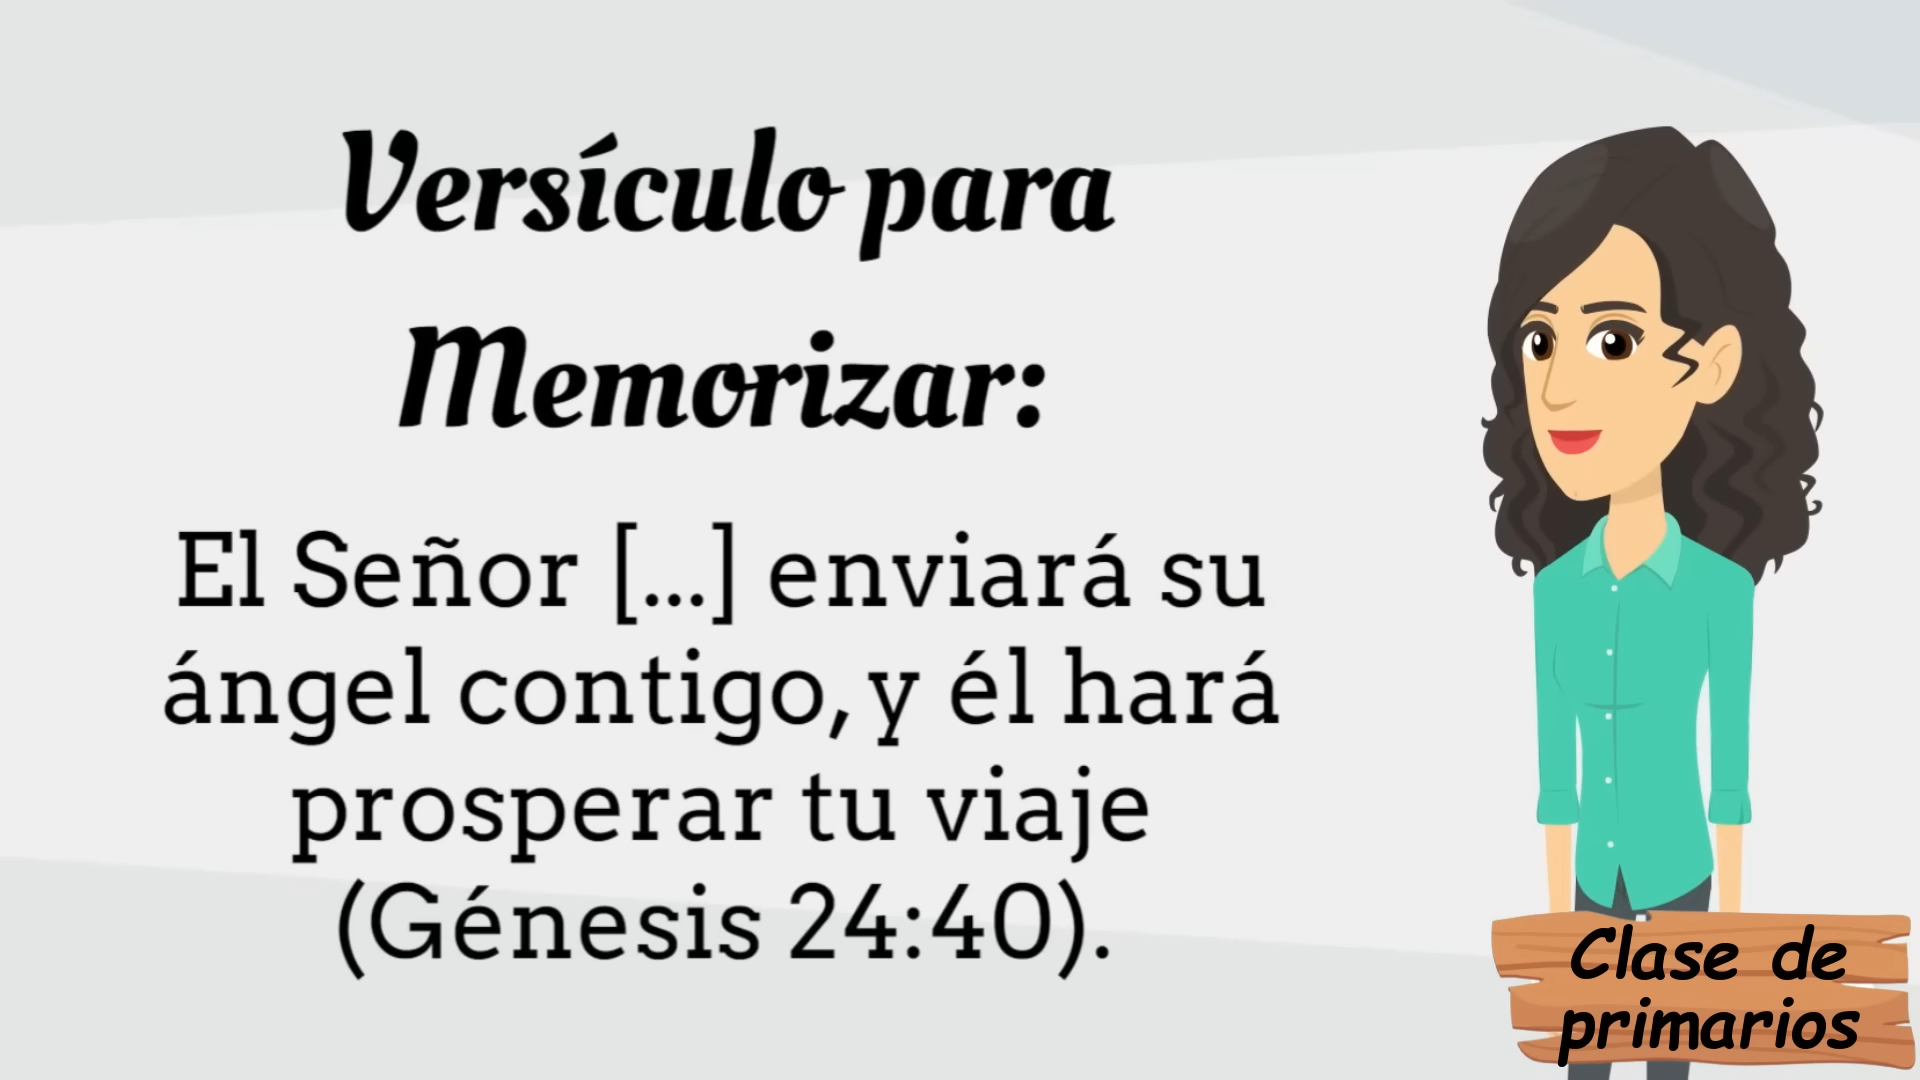 Versículo para
Memorizar:
El Señor [...] enviará su
ángel contigo, y él hará
prosperar tu viaje
(Génesis 24:40).
Clase de
primarios